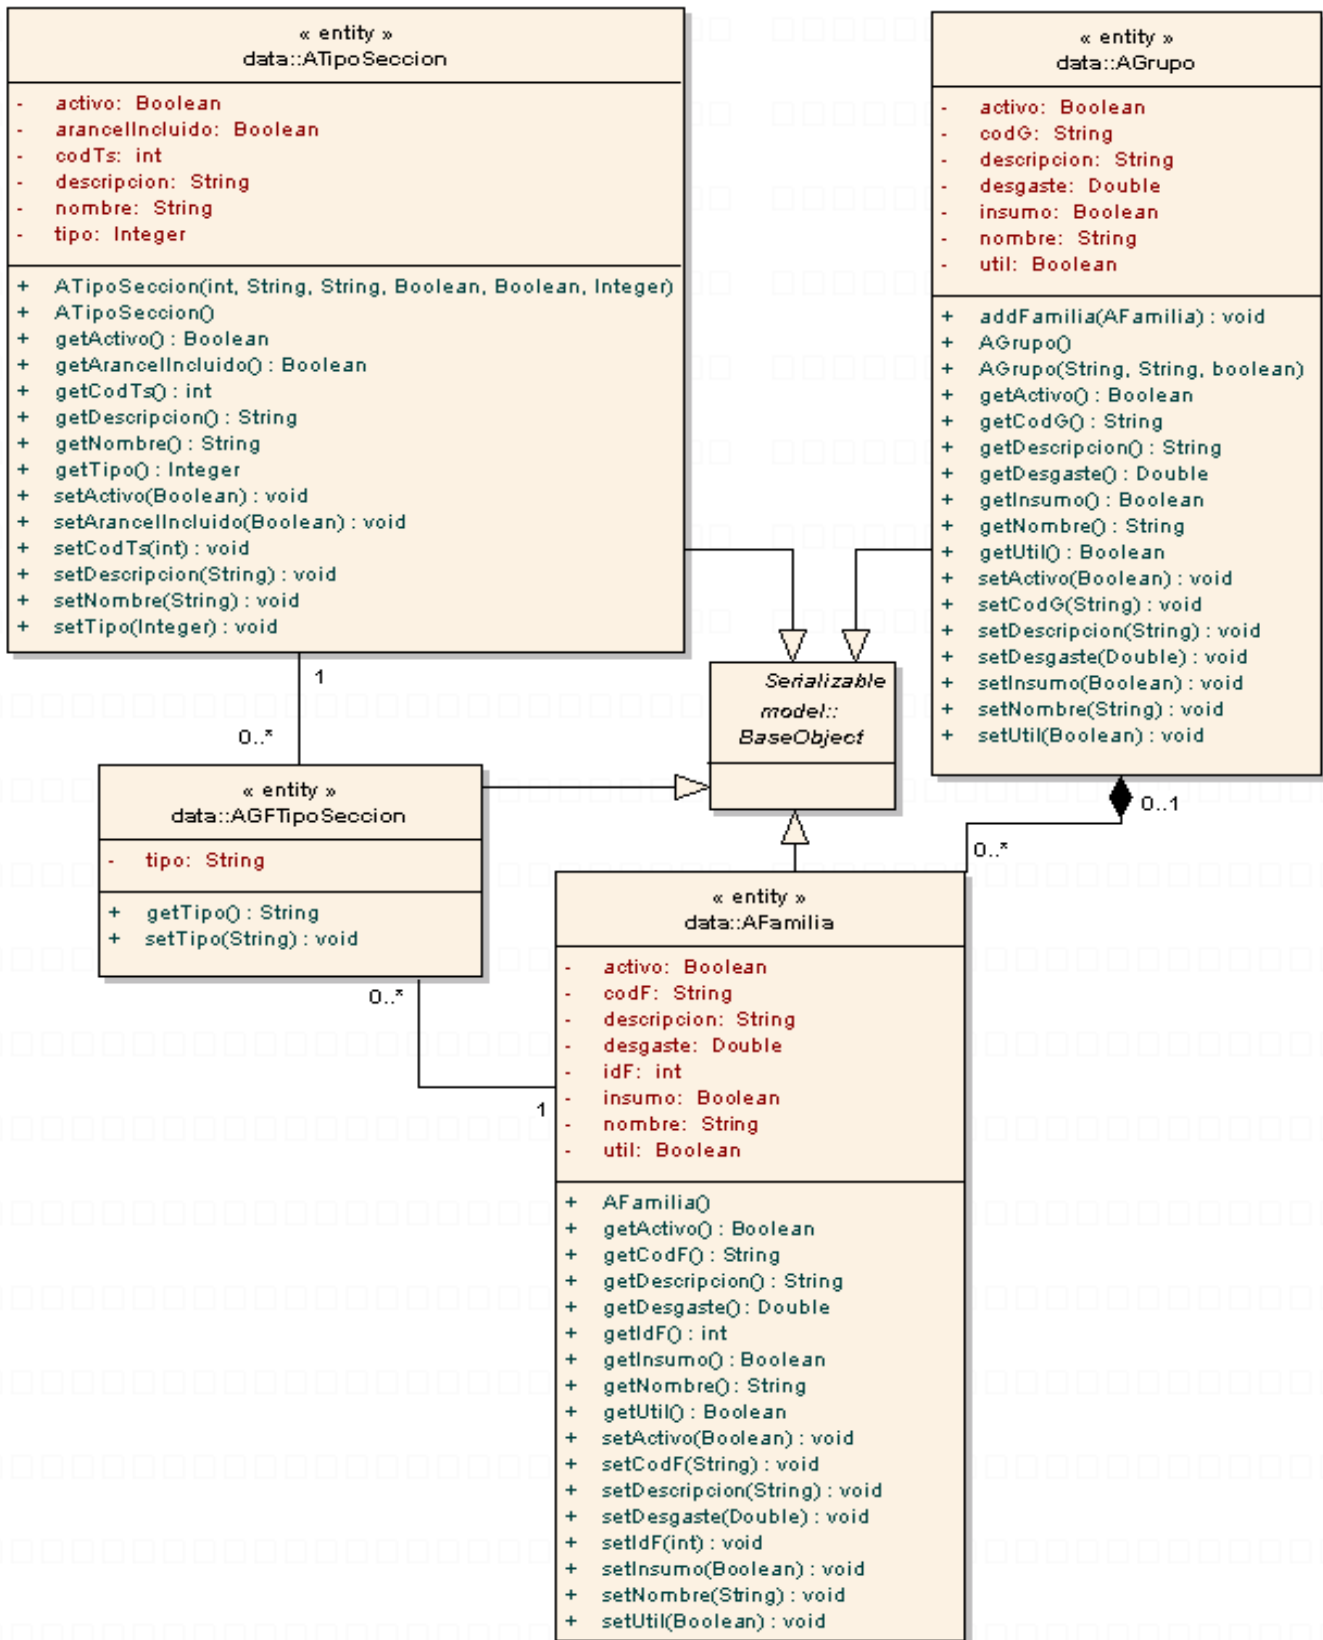 « entity »
data::ATipoSeccion
- activo: Boolean
- arancelIncluido: Boolean
- codTs: int
- descripcion: String
- nombre: String
- tipo: Integer
+ ATipoSeccion(int, String, String, Boolean, Boolean, Integer)
+ ATipoSeccion()
+ getActivo() : Boolean
+ getArancelIncluido() : Boolean
+ getCodTs() : int
+ getDescripcion() : String
+ getNombre() : String
+ getTipo() : Integer
+ setActivo(Boolean) : void
+ setArancelIncluido(Boolean) : void
+ setCodTs(int) : void
+ setDescripcion(String) : void
+ setNombre(String) : void
+ setTipo(Integer) : void
« entity »
data::AGrupo
- activo: Boolean
- codG: String
- descripcion: String
- desgaste: Double
- insumo: Boolean
- nombre: String
- util: Boolean
+ addFamilia(AFamilia) : void
+ AGrupo()
+ AGrupo(String, String, boolean)
+ getActivo() : Boolean
+ getCodG() : String
+ getDescripcion() : String
+ getDesgaste() : Double
+ getInsumo() : Boolean
+ getNombre() : String
+ getUtil() : Boolean
+ setActivo(Boolean) : void
+ setCodG(String) : void
+ setDescripcion(String) : void
+ setDesgaste(Double) : void
+ setInsumo(Boolean) : void
+ setNombre(String) : void
+ setUtil(Boolean) : void
1
0..*
Serializable
model::
BaseObject
« entity »
data::AGFTipoSeccion
- tipo: String
+ getTipo() : String
+ setTipo(String) : void
0..1
0..*
0..*
1
« entity »
data::AFamilia
- activo: Boolean
- codF: String
- descripcion: String
- desgaste: Double
- idF: int
- insumo: Boolean
- nombre: String
- util: Boolean
+ AFamilia()
+ getActivo() : Boolean
+ getCodF() : String
+ getDescripcion() : String
+ getDesgaste() : Double
+ getIdF() : int
+ getInsumo() : Boolean
+ getNombre() : String
+ getUtil() : Boolean
+ setActivo(Boolean) : void
+ setCodF(String) : void
+ setDescripcion(String) : void
+ setDesgaste(Double) : void
+ setIdF(int) : void
+ setInsumo(Boolean) : void
+ setNombre(String) : void
+ setUtil(Boolean) : void